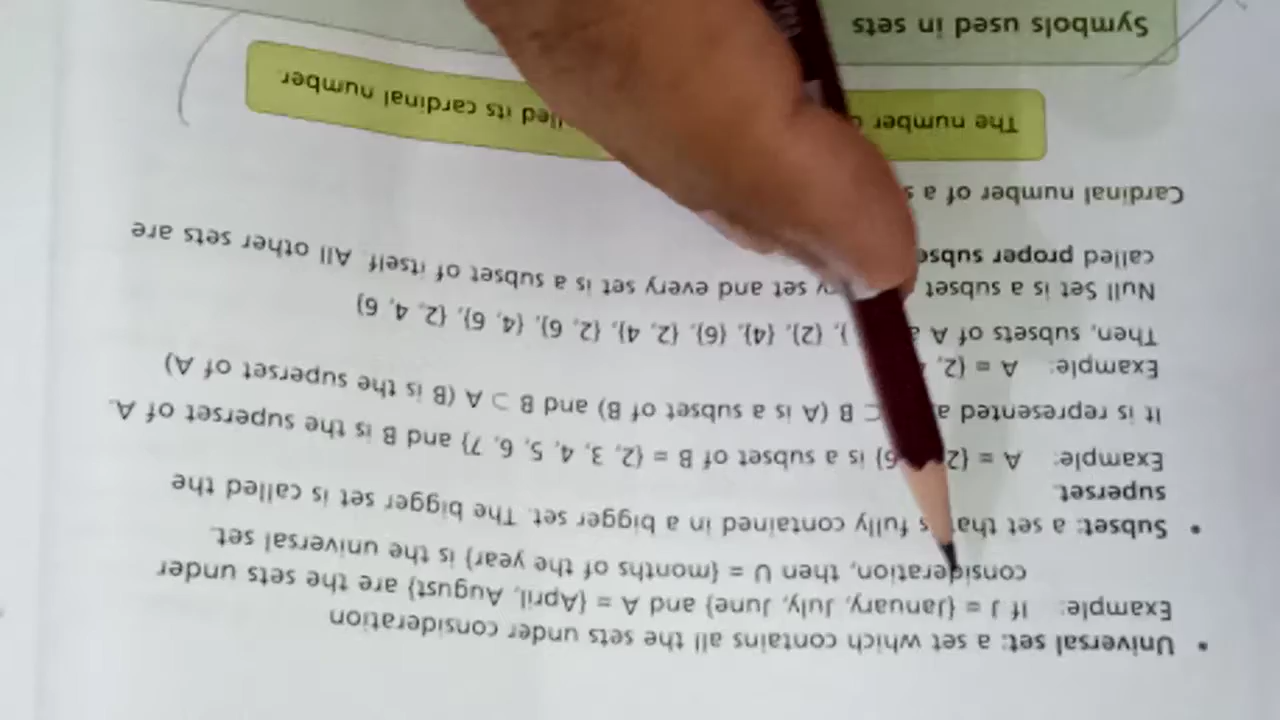 • Universal set: a set which contains all the sets under consideration
Example: If J = {January, July, June} and A = {April, August} are the sets under
consideration, then U = {months of the year} is the universal set.
• Subset: a set that is fully contained in a bigger set. The bigger set is called the
superset.
Example: A = {2, 6} is a subset of B = {2, 3, 4, 5, 6, 7} and B is the superset of A.
It is represented a ⊂ B (A is a subset of B) and B ⊃ A (B is the superset of A)
Example: A = {2,
Then, subsets of A a }, {2}, {4}, {6}, {2, 4}, {2, 6}, {4, 6}, {2, 4, 6}
Null Set is a subset ry set and every set is a subset of itself. All other sets are
called proper subse
Cardinal number of a s
The number lled its cardinal number.
Symbols used in sets